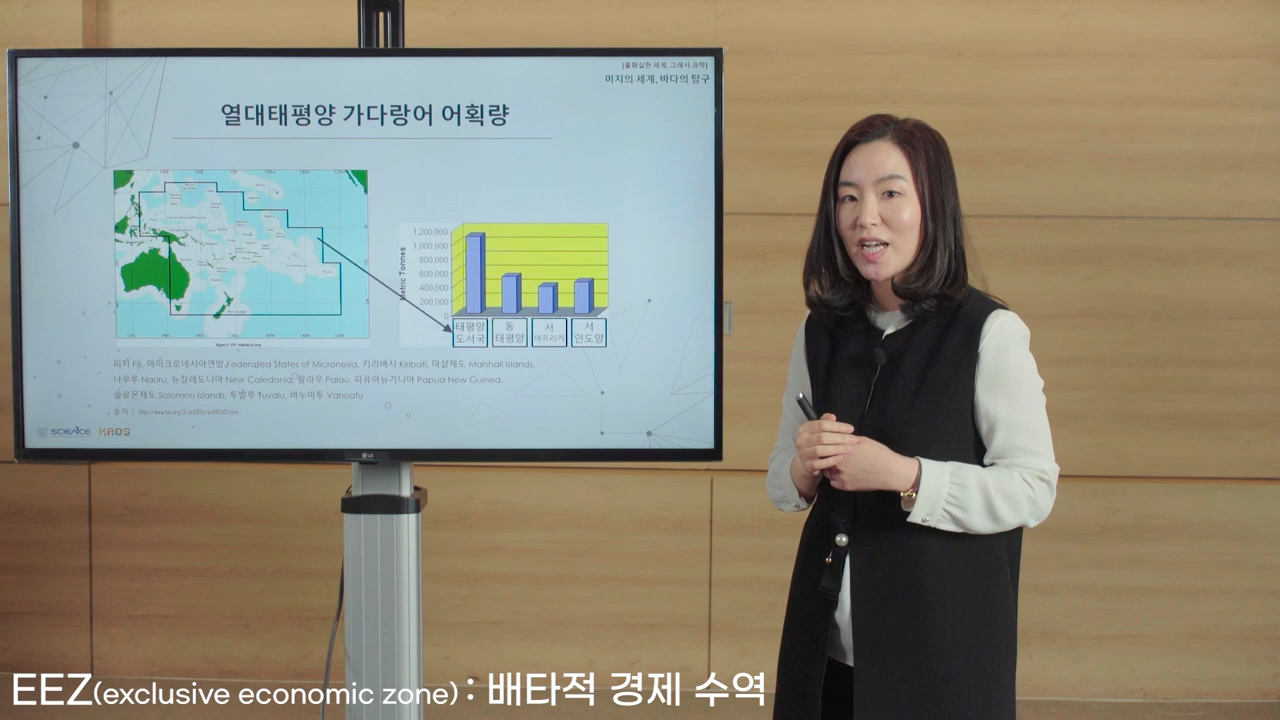 [불확실한 세계, 그래서 과학]
미지의 세계, 바다의 탐구
열대태평양 가다랑어 어획량
Metric Tonnes
1,200,000
1,000,000
800,000
600,000
400,000
200,000
0
태평양 도서국
동 태평양
서 아프리카
서 인도양
피지 Fiji, 마이크로네시아연방 Federated States of Micronesia, 키리바시 Kiribati, 마샬제도 Marshall Islands,
나우루 Nauru, 뉴칼레도니아 New Caledonia, 팔라우 Palau, 파푸아뉴기니아 Papua New Guinea,
솔로몬제도 Solomon Islands, 투발루 Tuvalu, 바누아투 Vanuatu
출처 |
SCIENCE KAOS
LG
EEZ(exclusive economic zone) : 배타적 경제 수역